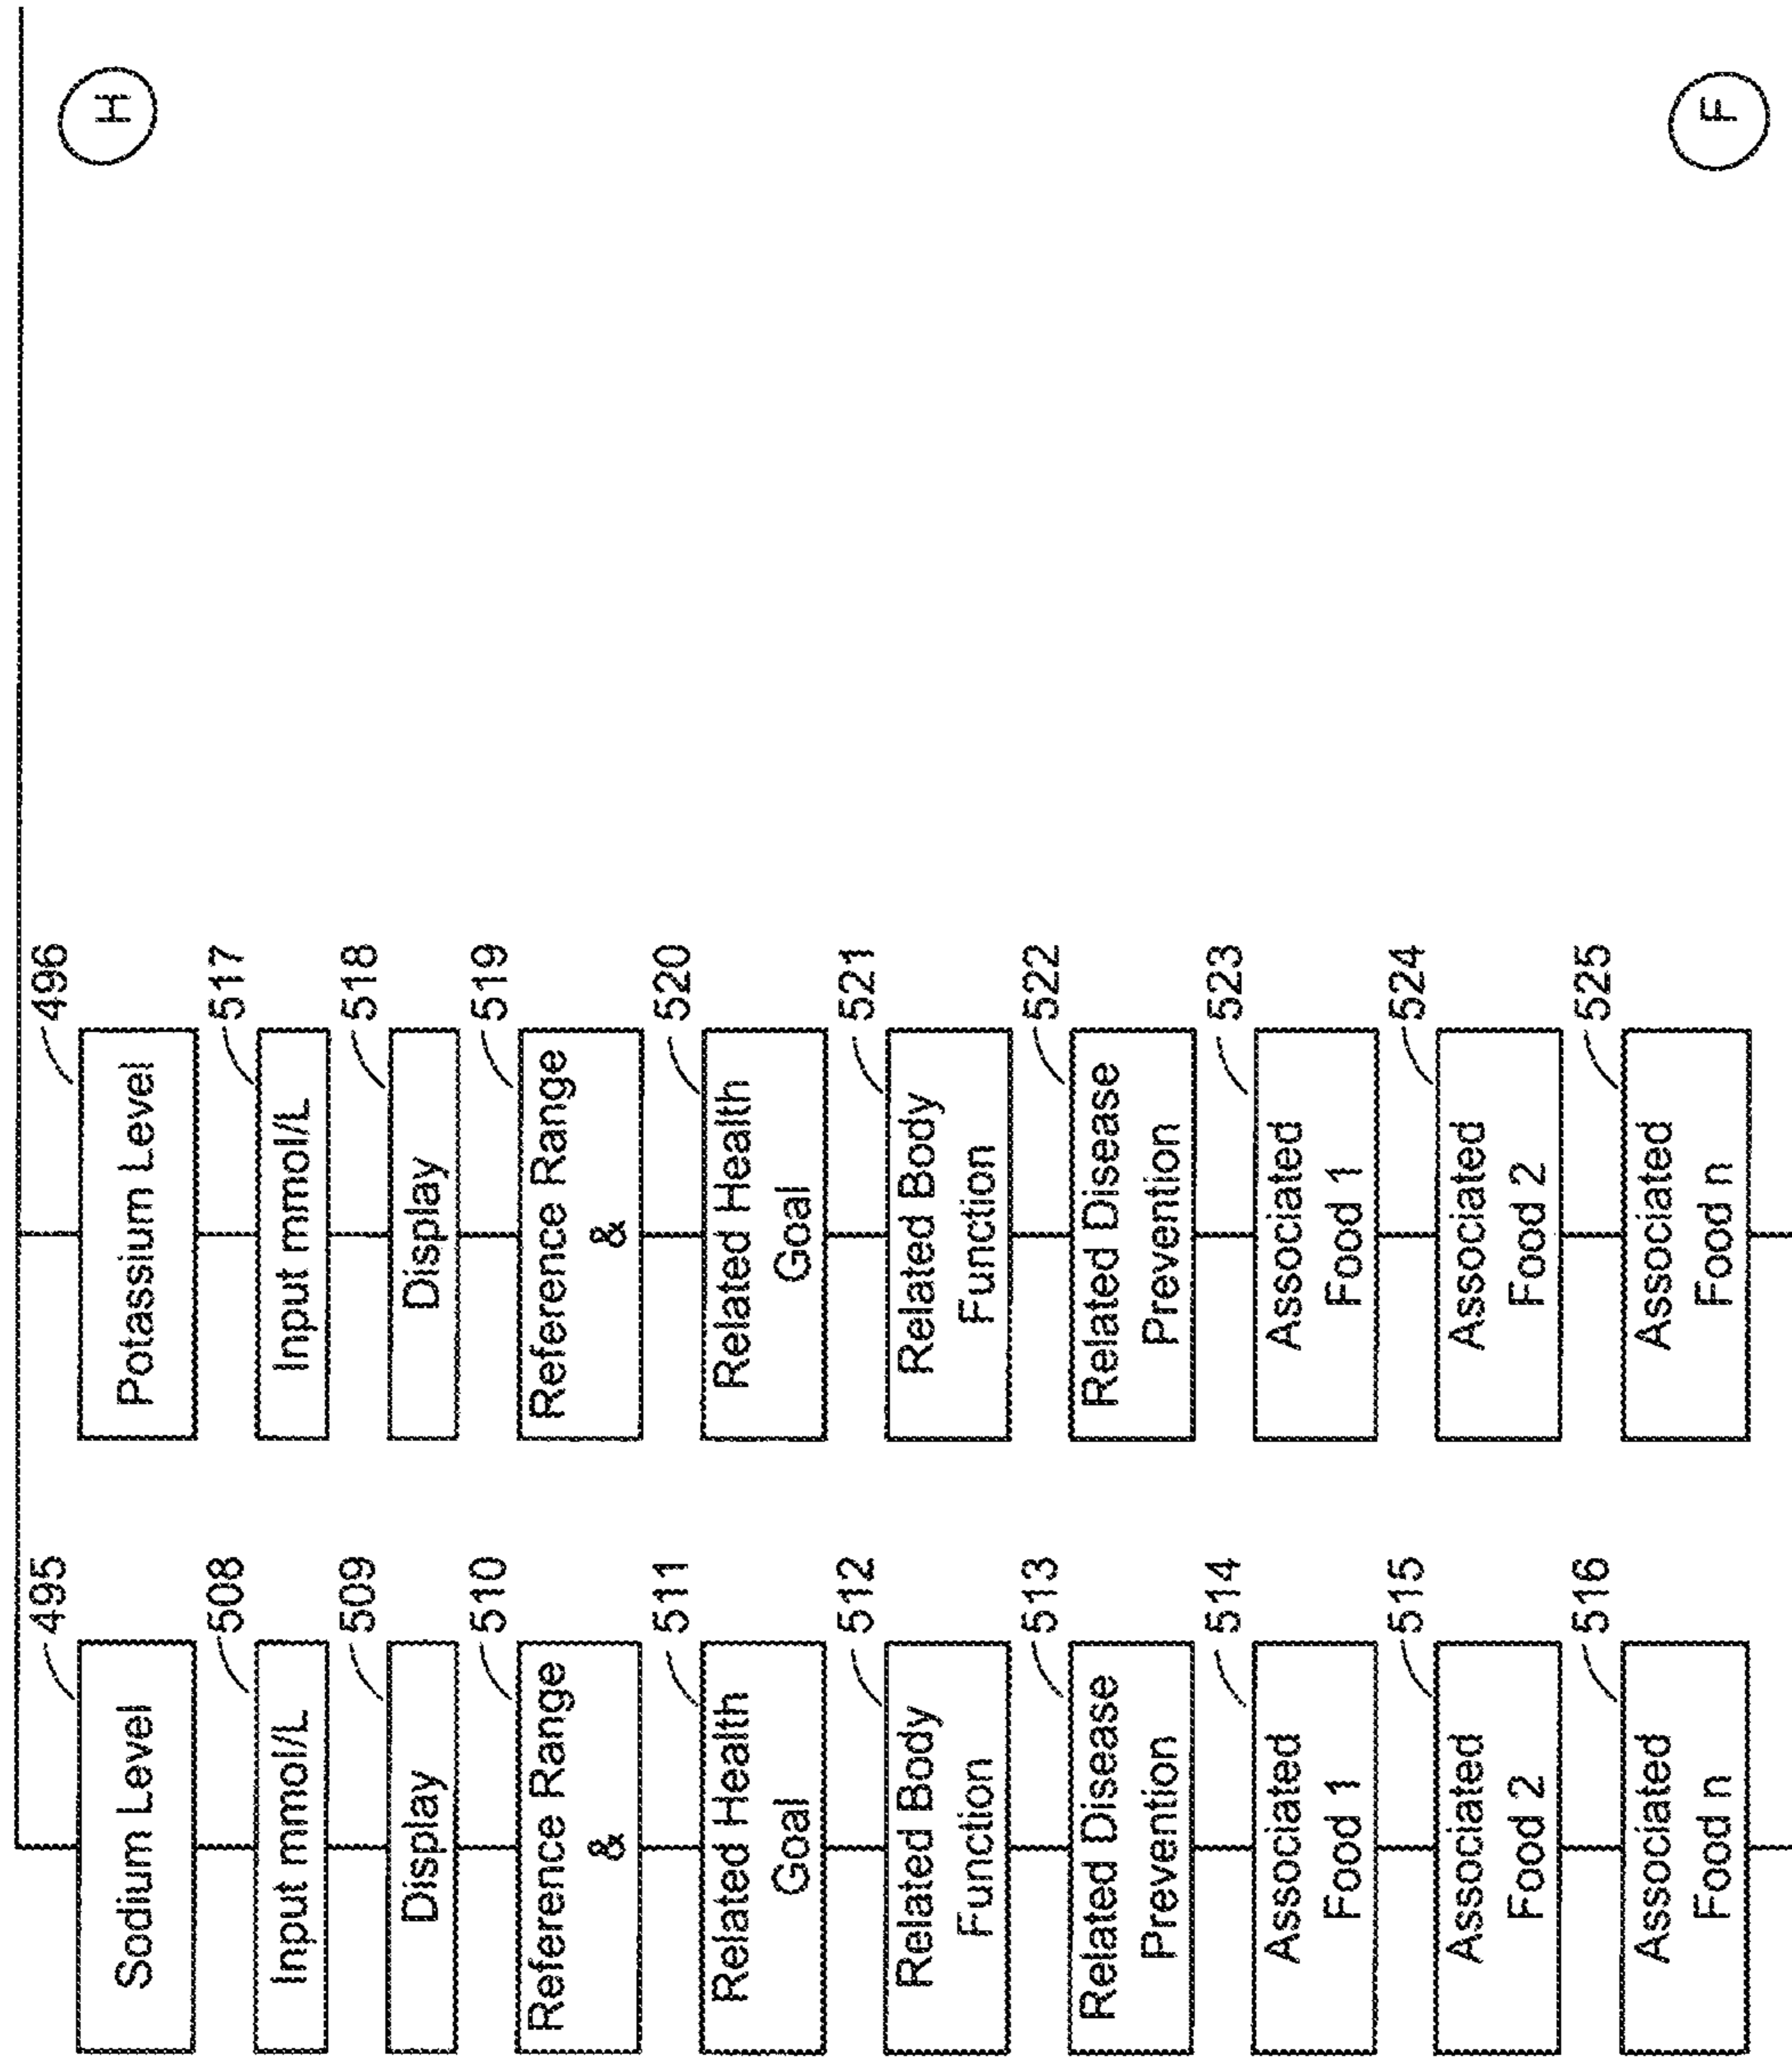 495
Sodium Level
508
Input mmol/L
509
Display
510
Reference Range
&
511
Related Health
Goal
512
Related Body
Function
513
Related Disease
Prevention
514
Associated
Food 1
515
Associated
Food 2
516
Associated
Food n
496
Potassium Level
517
Input mmol/L
518
Display
519
Reference Range
&
520
Related Health
Goal
521
Related Body
Function
522
Related Disease
Prevention
523
Associated
Food 1
524
Associated
Food 2
525
Associated
Food n
H
F